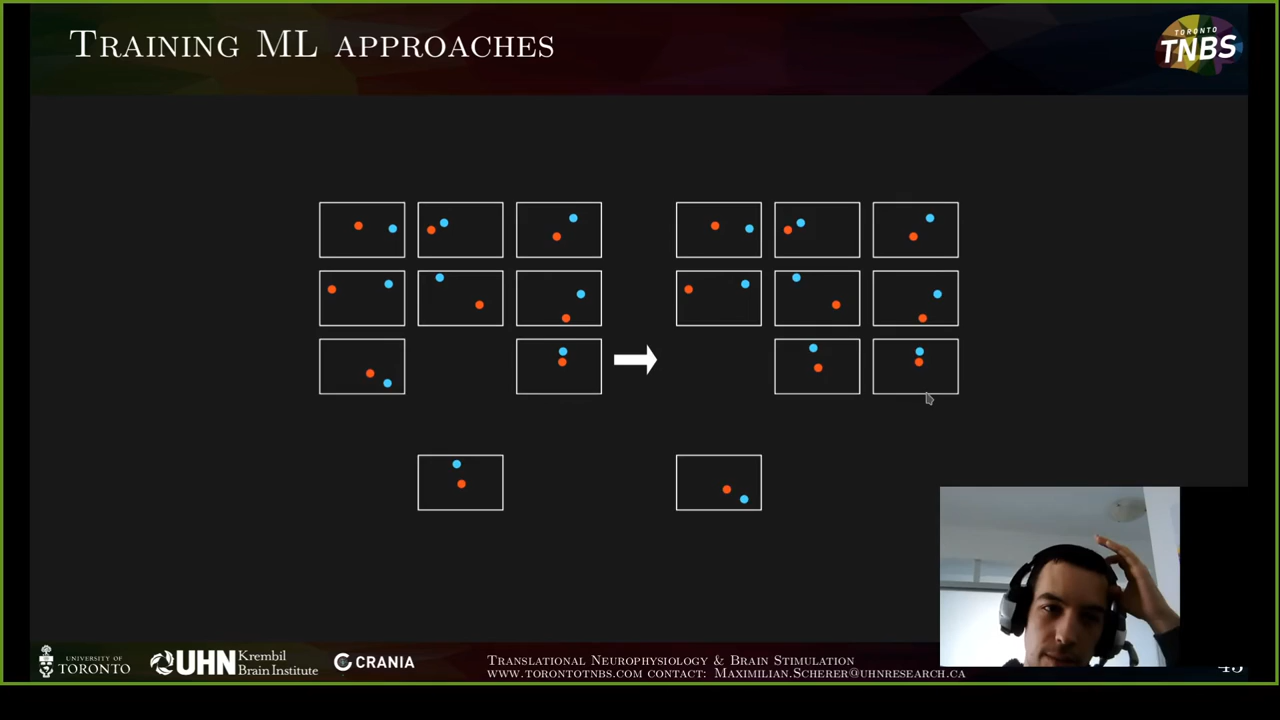 Training ML approaches
TORONTO
TNBS
UNIVERSITY OF
TORONTO
UHN Krembil
Brain Institute
CRANIA
Translational Neurophysiology & Brain Stimulation
www.torontotnbs.com contact: Maximilian.Scherer@uhnresearch.ca